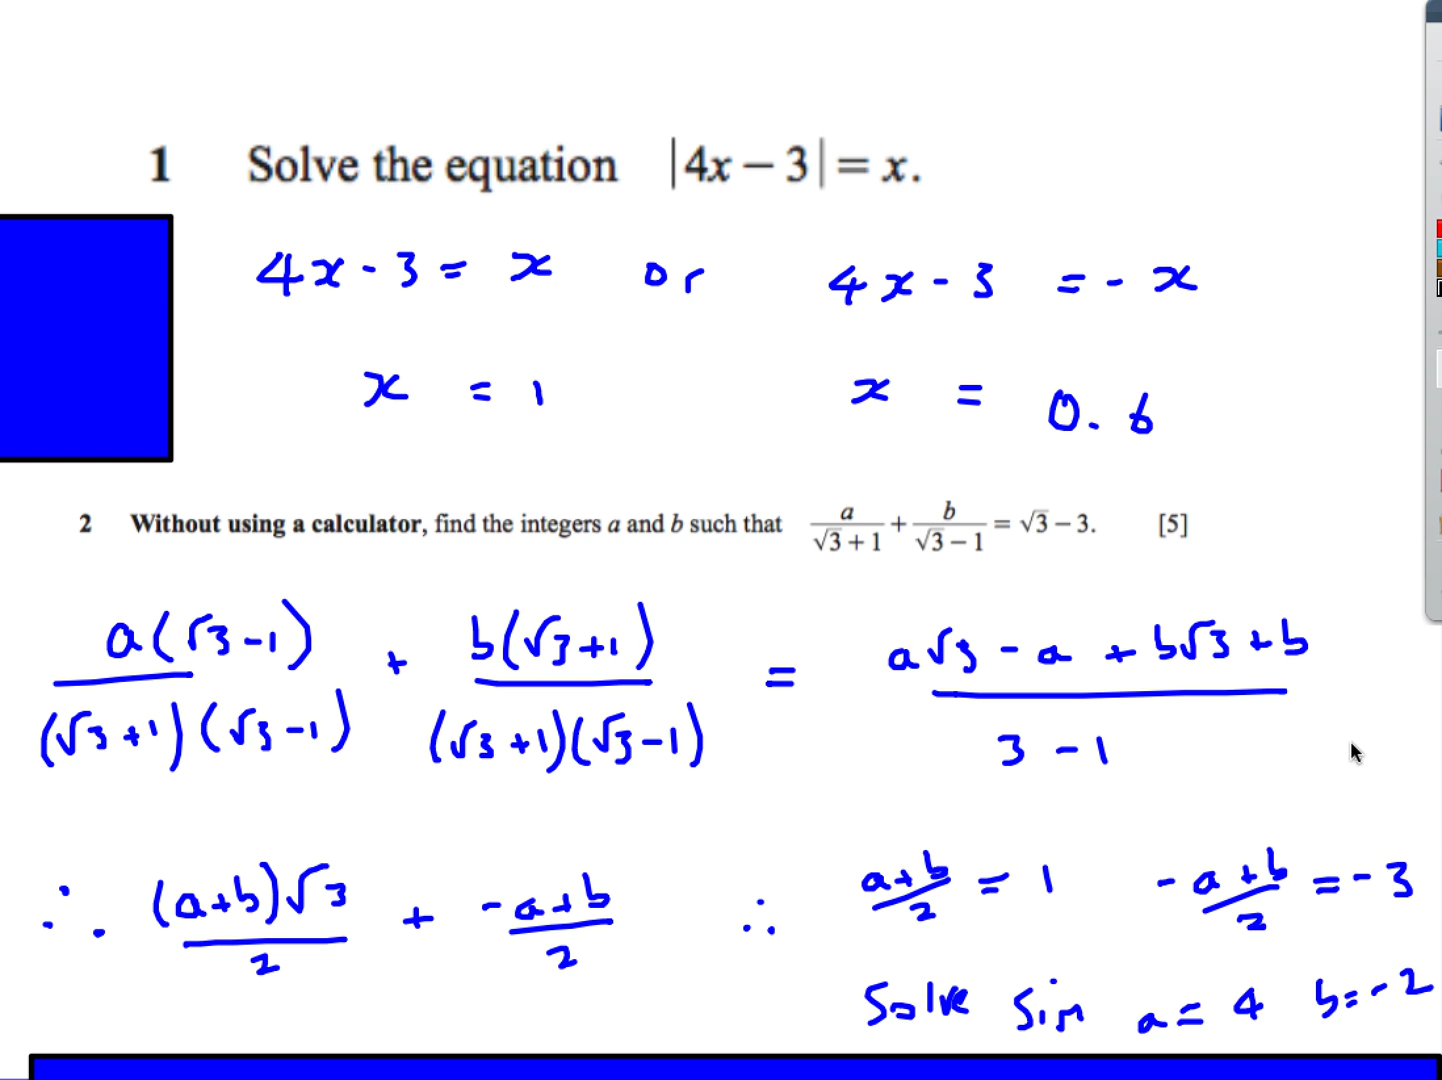 1 Solve the equation |4x − 3| = x.
4x - 3 = x or 4x - 3 = - x
x = 1 x = 0.6
2 Without using a calculator, find the integers a and b such that a/(√3 + 1) + b/(√3 − 1) = √3 − 3. [5]
a(√3 - 1)/(√3 + 1)(√3 - 1) + b(√3 + 1)/(√3 + 1)(√3 - 1) = (a√3 - a + b√3 + b)/(3 - 1)
∴ (a+b)√3/2 + (-a+b)/2 ∴ (a+b)/2 = 1 (-a+b)/2 = -3
Solve Sim a = 4 b = -2